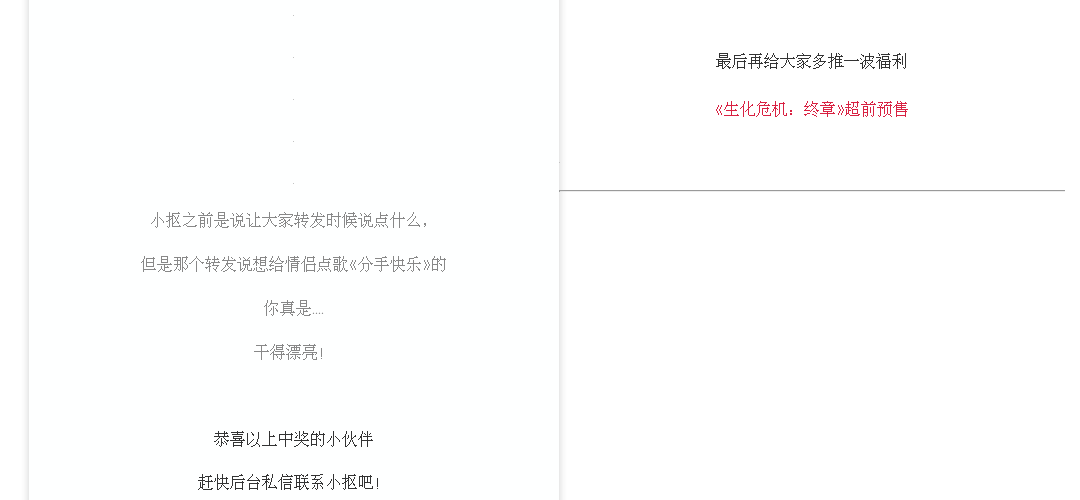 小抠之前是说让大家转发时候说点什么，
但是那个转发说想给情侣点歌《分手快乐》的
你真是....
干得漂亮！
恭喜以上中奖的小伙伴
赶快后台私信联系小抠吧！
最后再给大家多推一波福利
《生化危机：终章》超前预售